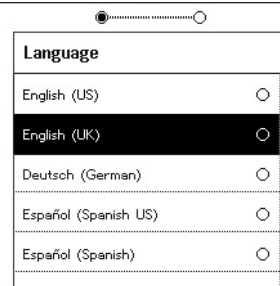 Language
English (US)
English (UK)
Deutsch (German)
Español (Spanish US)
Español (Spanish)